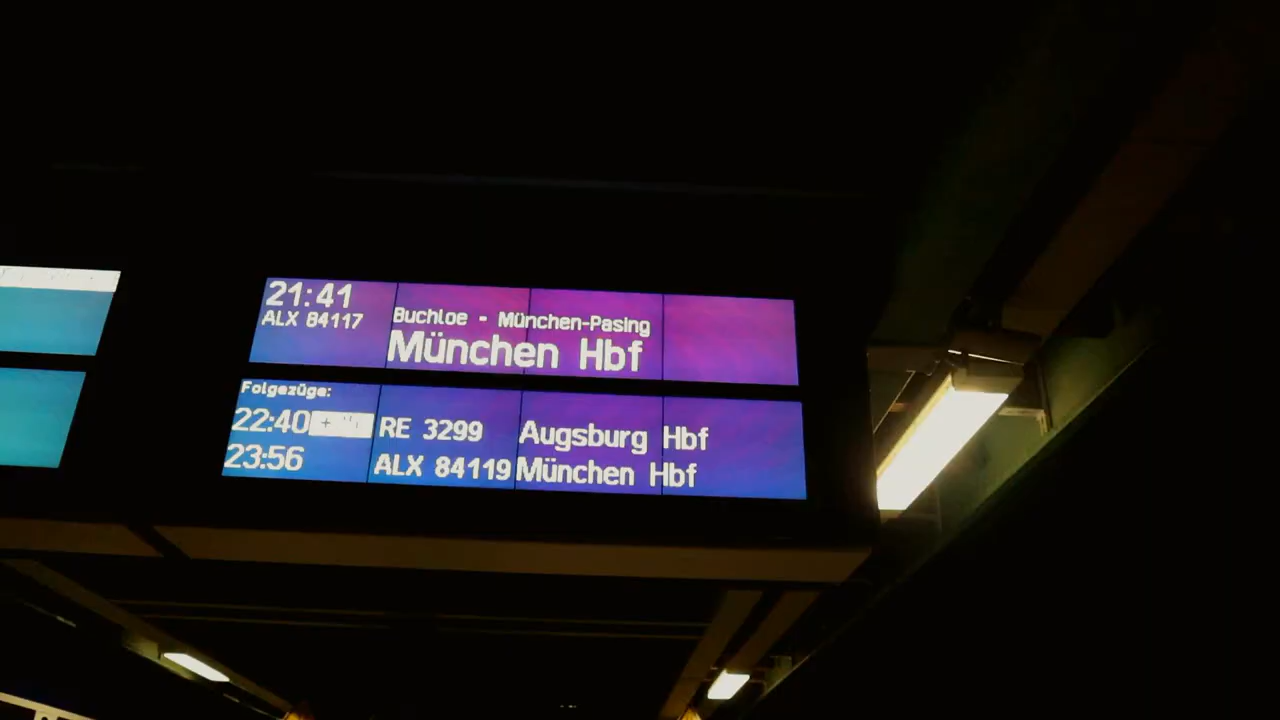 21:41
ALX 84117
Buchloe - München-Pasing
München Hbf
Folgezüge:
22:40 RE 3299 Augsburg Hbf
23:56 ALX 84119 München Hbf